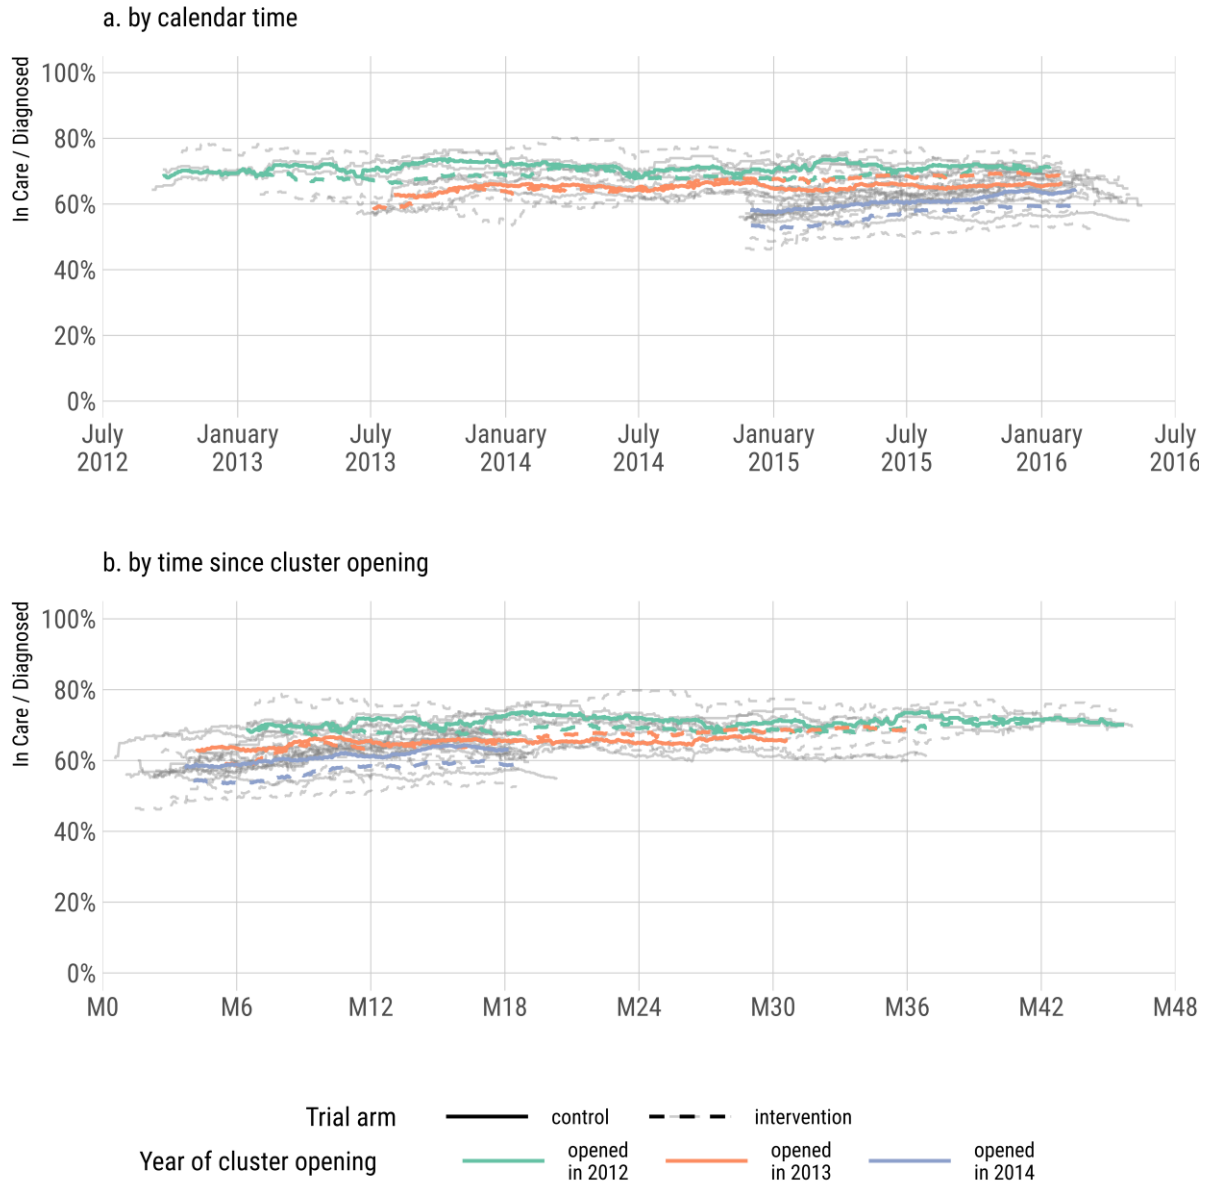 a. by calendar time
In Care / Diagnosed
100%
80%
60%
40%
20%
0%
July 2012
January 2013
July 2013
January 2014
July 2014
January 2015
July 2015
January 2016
July 2016
b. by time since cluster opening
In Care / Diagnosed
100%
80%
60%
40%
20%
0%
M0 M6 M12 M18 M24 M30 M36 M42 M48
Trial arm control intervention
Year of cluster opening
opened in 2012
opened in 2013
opened in 2014